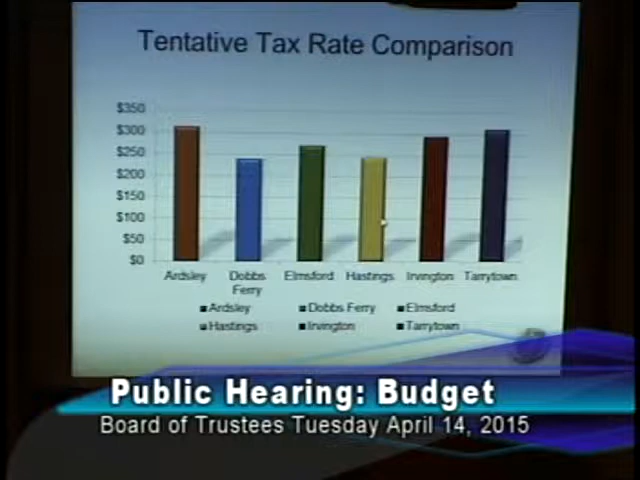 Tentative Tax Rate Comparison
$350
$300
$250
$200
$150
$100
$50
$0
Ardsley Dobbs Ferry Elmsford Hastings Irvington Tarrytown
Ardsley Dobbs Ferry Elmsford
Hastings Irvington Tarrytown
Public Hearing: Budget
Board of Trustees Tuesday April 14, 2015